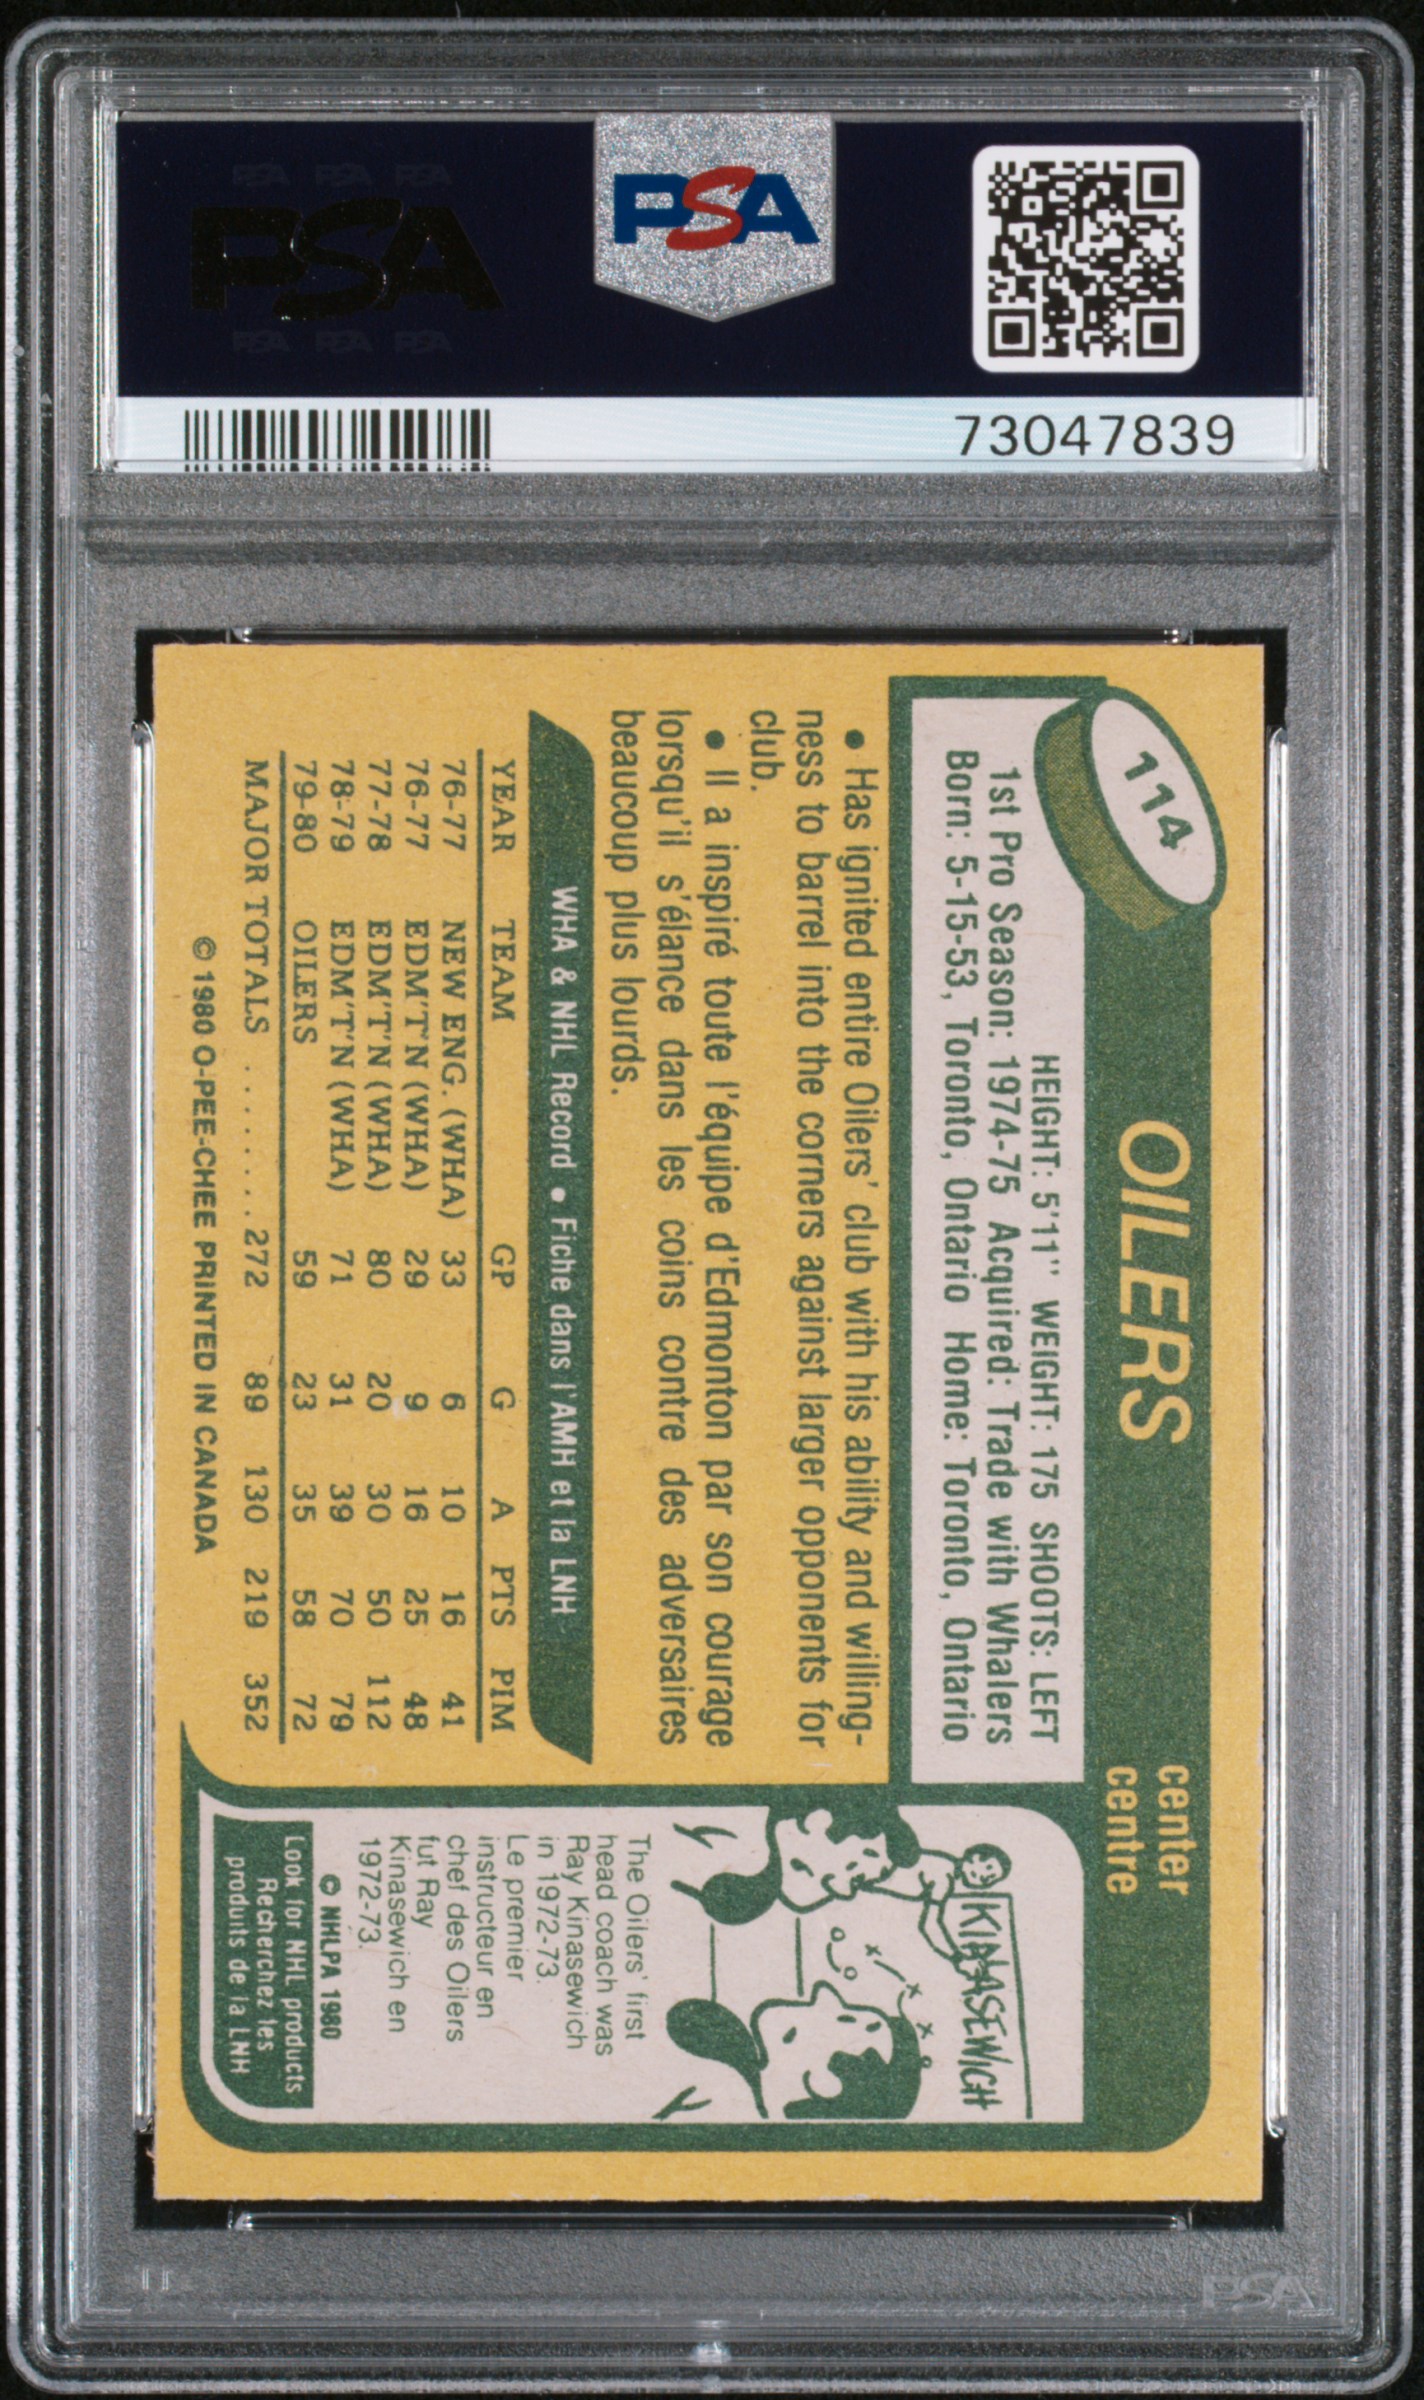 PSA PSA PSA
PSA
PSA PSA PSA
PSA
73047839
114
OILERS
center
centre
HEIGHT: 5'11" WEIGHT: 175 SHOOTS: LEFT
1st Pro Season: 1974-75 Acquired: Trade with Whalers
Born: 5-15-53, Toronto, Ontario Home: Toronto, Ontario
• Has ignited entire Oilers' club with his ability and willing-
ness to barrel into the corners against larger opponents for
club.
• Il a inspiré toute l'équipe d'Edmonton par son courage
lorsqu'il s'élance dans les coins contre des adversaires
beaucoup plus lourds.
WHA & NHL Record • Fiche dans l'AMH et la LNH
YEAR TEAM GP G A PTS PIM
76-77 NEW ENG. (WHA) 33 6 10 16 41
76-77 EDM'T'N (WHA) 29 9 16 25 48
77-78 EDM'T'N (WHA) 80 20 30 50 112
78-79 EDM'T'N (WHA) 71 31 39 70 79
79-80 OILERS 59 23 35 58 72
MAJOR TOTALS ....... 272 89 130 219 352
© 1980 O-PEE-CHEE PRINTED IN CANADA
KINASEWICH
The Oilers' first
head coach was
Ray Kinasewich
in 1972-73.
Le premier
instructeur en
chef des Oilers
fut Ray
Kinasewich en
1972-73.
© NHLPA 1980
Look for NHL products
Recherchez les
produits de la LNH
PSA